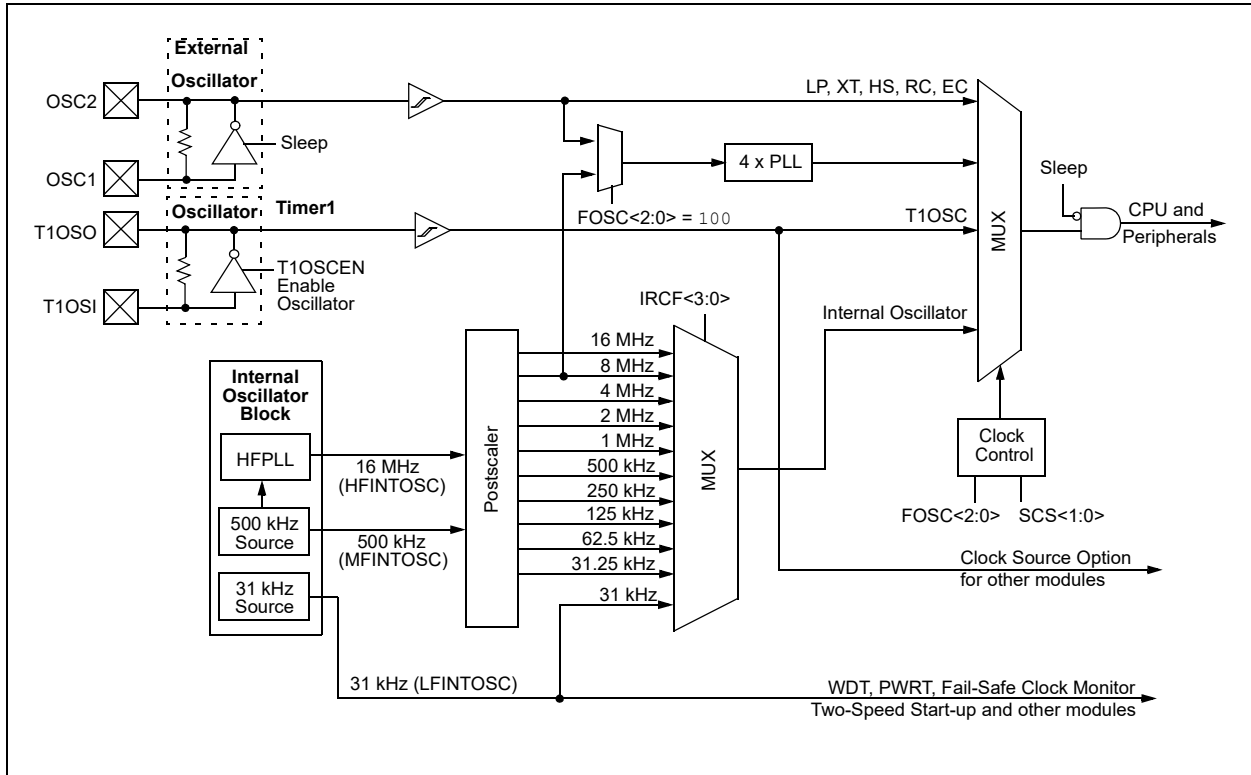 External
Oscillator
OSC2
Sleep
OSC1
LP, XT, HS, RC, EC
4 x PLL
FOSC<2:0> = 100
Sleep
CPU and
Peripherals
MUX
Oscillator
Timer1
T1OSO
T1OSC
T1OSCEN
Enable
Oscillator
T1OSI
IRCF<3:0>
Internal Oscillator
Internal
Oscillator
Block
HFPLL
500 kHz
Source
31 kHz
Source
16 MHz
(HFINTOSC)
500 kHz
(MFINTOSC)
Postscaler
16 MHz
8 MHz
4 MHz
2 MHz
1 MHz
500 kHz
250 kHz
125 kHz
62.5 kHz
31.25 kHz
31 kHz
MUX
Clock
Control
FOSC<2:0>
SCS<1:0>
Clock Source Option
for other modules
31 kHz (LFINTOSC)
WDT, PWRT, Fail-Safe Clock Monitor
Two-Speed Start-up and other modules